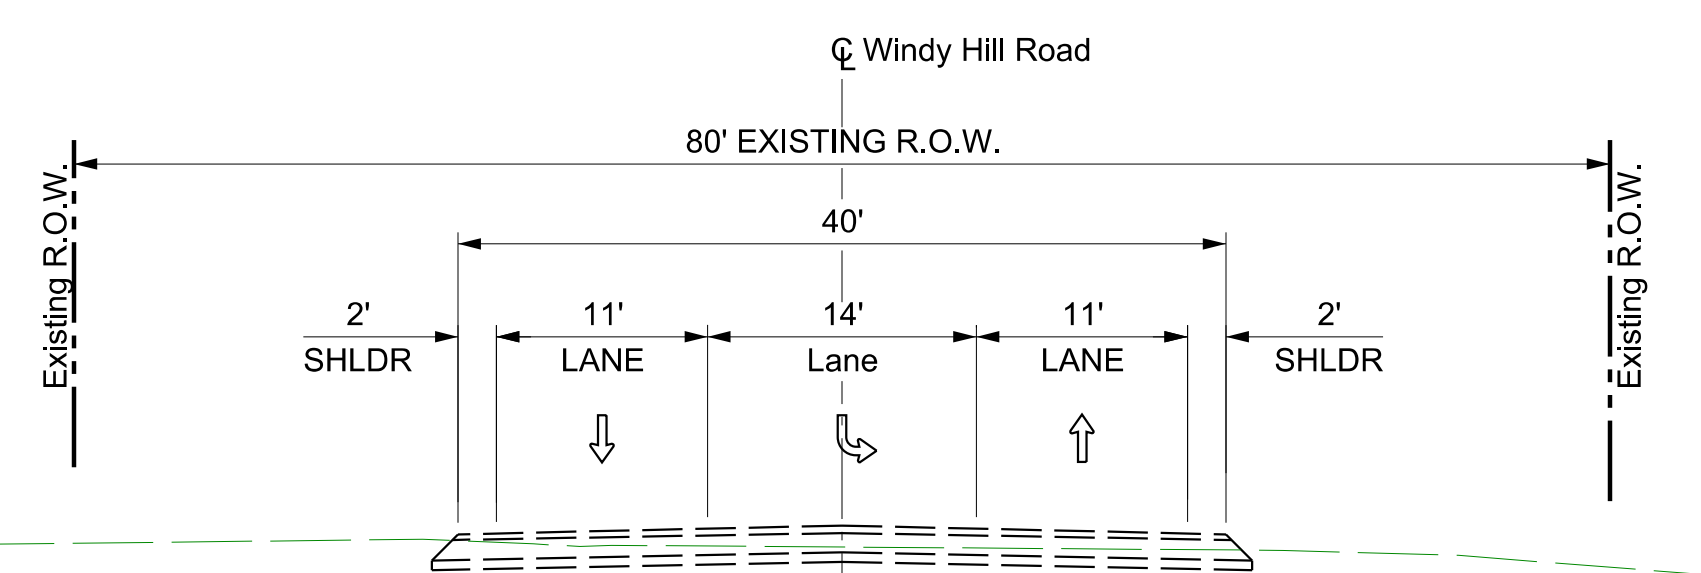 ℄ Windy Hill Road
80' EXISTING R.O.W.
Existing R.O.W.
Existing R.O.W.
40'
2'
11'
14'
11'
2'
SHLDR
LANE
Lane
LANE
SHLDR